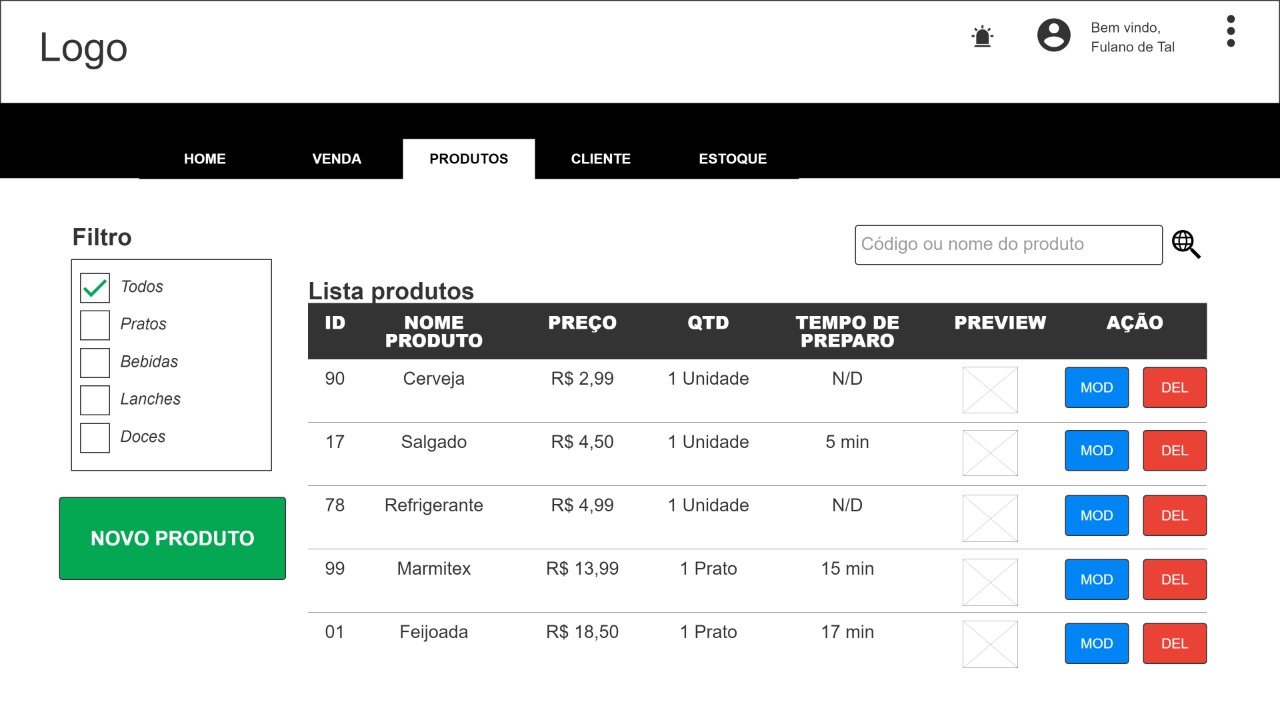 Logo
Bem vindo,
Fulano de Tal
HOME VENDA PRODUTOS CLIENTE ESTOQUE
Filtro
Todos
Pratos
Bebidas
Lanches
Doces
NOVO PRODUTO
Código ou nome do produto
Lista produtos
ID NOME PRODUTO PREÇO QTD TEMPO DE PREPARO PREVIEW AÇÃO
90 Cerveja R$ 2,99 1 Unidade N/D MOD DEL
17 Salgado R$ 4,50 1 Unidade 5 min MOD DEL
78 Refrigerante R$ 4,99 1 Unidade N/D MOD DEL
99 Marmitex R$ 13,99 1 Prato 15 min MOD DEL
01 Feijoada R$ 18,50 1 Prato 17 min MOD DEL